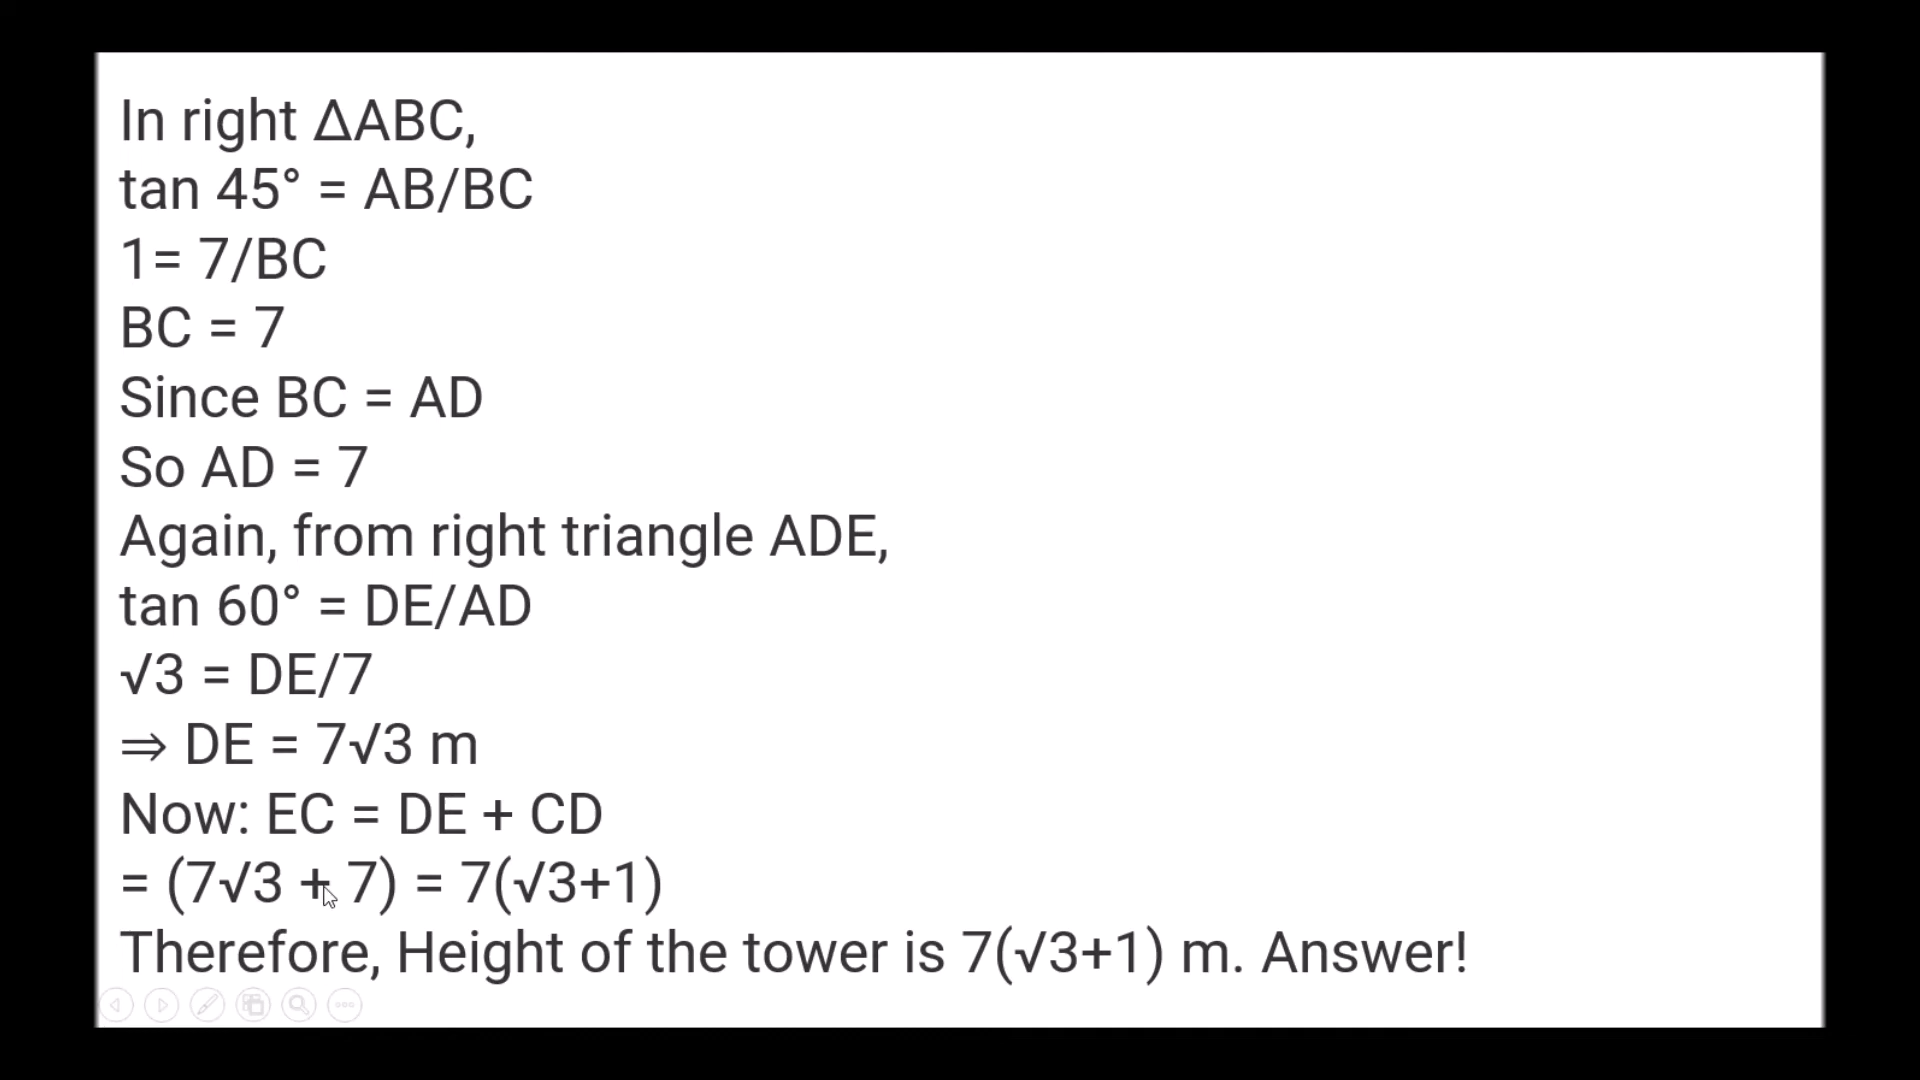 In right ΔABC,
tan 45° = AB/BC
1= 7/BC
BC = 7
Since BC = AD
So AD = 7
Again, from right triangle ADE,
tan 60° = DE/AD
√3 = DE/7
⇒ DE = 7√3 m
Now: EC = DE + CD
= (7√3 + 7) = 7(√3+1)
Therefore, Height of the tower is 7(√3+1) m. Answer!